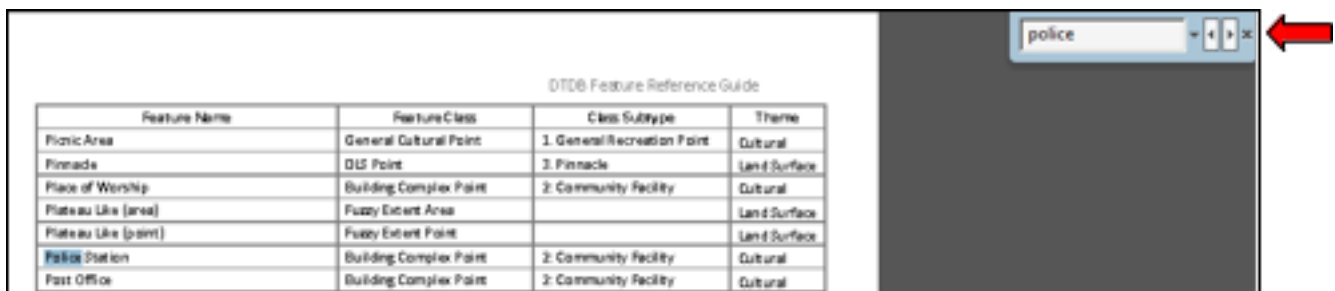 police
DTDB Feature Reference Guide
Feature Name Feature Class Class Subtype Theme
Picnic Area General Cultural Point 1. General Recreation Point Cultural
Pinnacle DLS Point 3. Pinnacle Land Surface
Place of Worship Building Complex Point 2: Community Facility Cultural
Plateau Like (area) Fuzzy Extent Area Land Surface
Plateau Like (point) Fuzzy Extent Point Land Surface
Police Station Building Complex Point 2: Community Facility Cultural
Post Office Building Complex Point 2: Community Facility Cultural